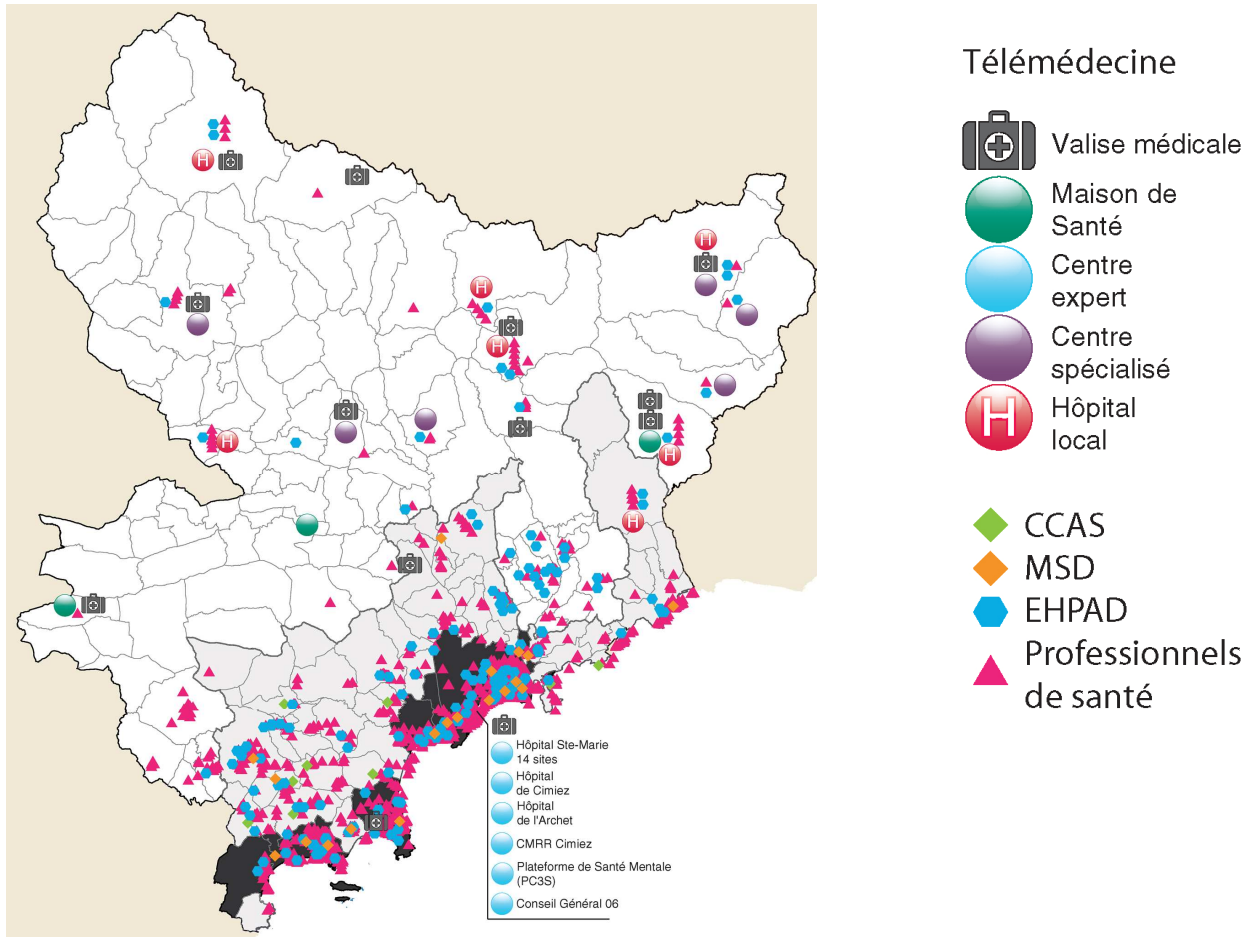 Télémédecine
Valise médicale
Maison de
Santé
Centre
expert
Centre
spécialisé
H
Hôpital
local
CCAS
MSD
EHPAD
Professionnels
de santé
H
H
H
H
H
H
H
Hôpital Ste-Marie
14 sites
Hôpital
de Cimiez
Hôpital
de l'Archet
CMRR Cimiez
Plateforme de Santé Mentale
(PC3S)
Conseil Général 06